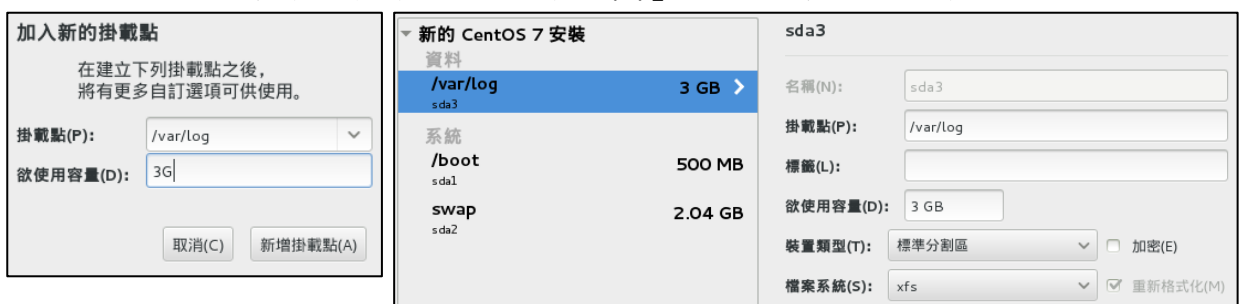 加入新的掛載點
在建立下列掛載點之後，
將有更多自訂選項可供使用。
掛載點(P): /var/log
欲使用容量(D): 3G
取消(C) 新增掛載點(A)
新的 CentOS 7 安裝
資料
/var/log 3 GB
sda3
系統
/boot 500 MB
sda1
swap 2.04 GB
sda2
sda3
名稱(N): sda3
掛載點(P): /var/log
標籤(L):
欲使用容量(D): 3 GB
裝置類型(T): 標準分割區 加密(E)
檔案系統(S): xfs 重新格式化(M)